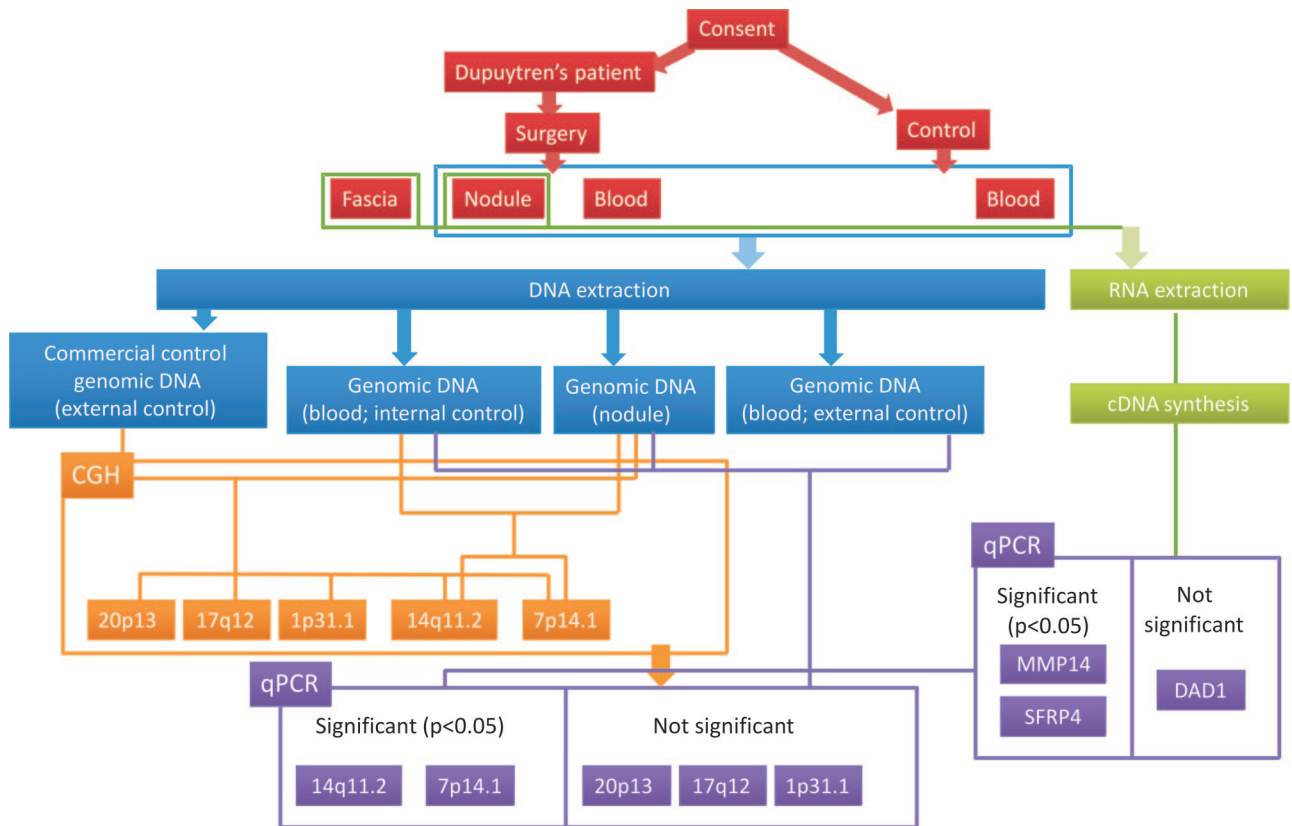 Consent
Dupuytren’s patient
Surgery
Control
Fascia
Nodule
Blood
Blood
DNA extraction
RNA extraction
Commercial control
genomic DNA
(external control)
Genomic DNA
(blood; internal control)
Genomic DNA
(nodule)
Genomic DNA
(blood; external control)
cDNA synthesis
CGH
20p13
17q12
1p31.1
14q11.2
7p14.1
qPCR
Significant
(p<0.05)
MMP14
SFRP4
Not
significant
DAD1
qPCR
Significant (p<0.05)
14q11.2
7p14.1
Not significant
20p13
17q12
1p31.1